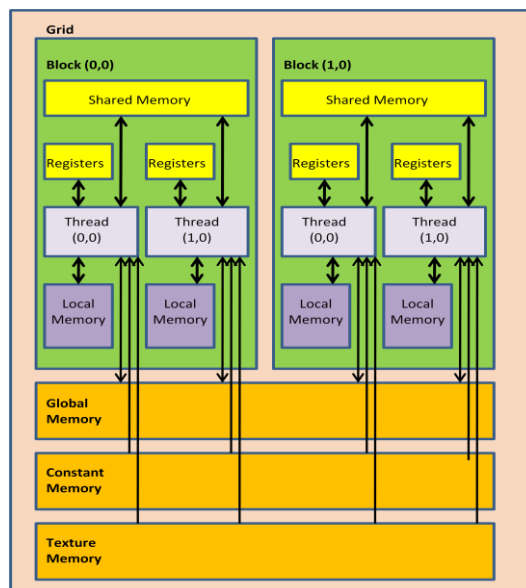 Grid
Block (0,0)
Shared Memory
Registers
Registers
Thread
(0,0)
Thread
(1,0)
Local
Memory
Local
Memory
Block (1,0)
Shared Memory
Registers
Registers
Thread
(0,0)
Thread
(1,0)
Local
Memory
Local
Memory
Global
Memory
Constant
Memory
Texture
Memory